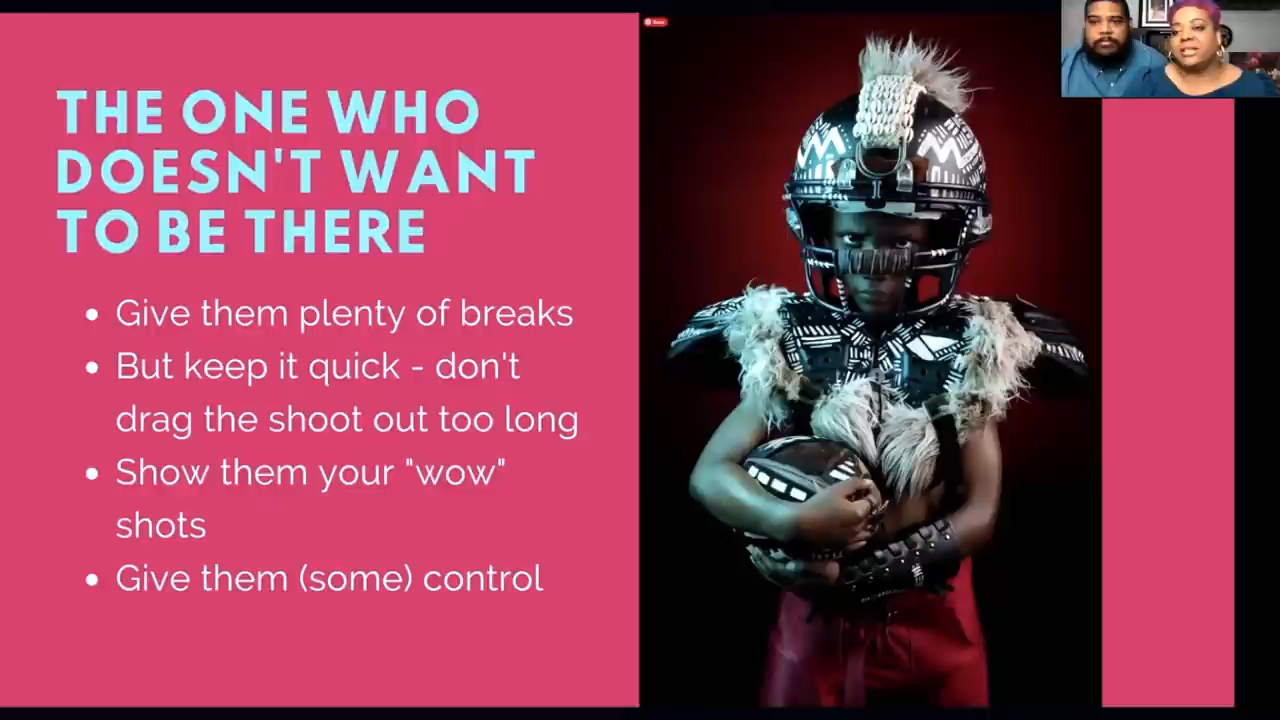 THE ONE WHO
DOESN'T WANT
TO BE THERE
• Give them plenty of breaks
• But keep it quick - don't
drag the shoot out too long
• Show them your "wow"
shots
• Give them (some) control